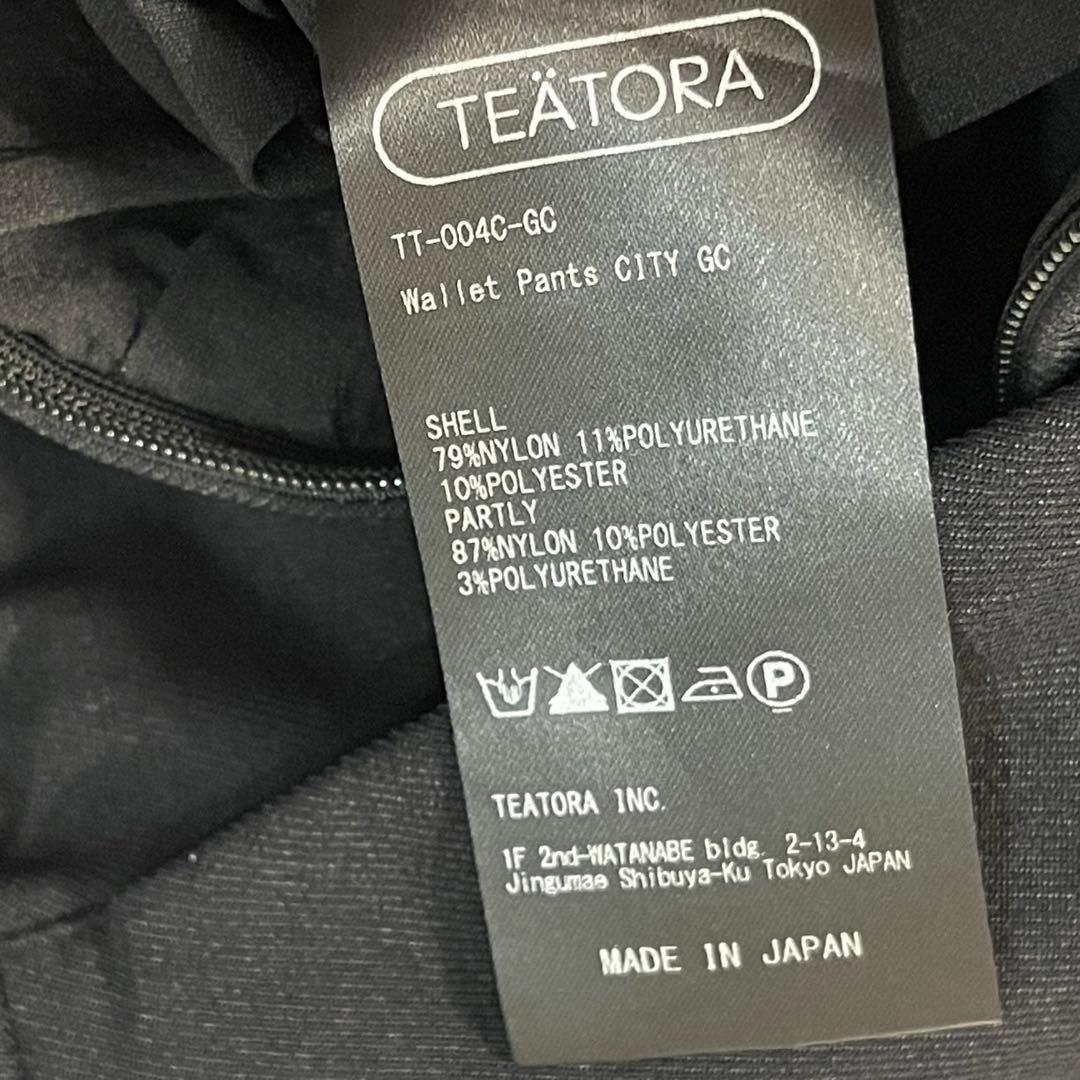 TEÄTORA
TT-004C-GC
Wallet Pants CITY GC
SHELL
79%NYLON 11%POLYURETHANE
10%POLYESTER
PARTLY
87%NYLON 10%POLYESTER
3%POLYURETHANE
P
TEATORA INC.
1F 2nd-WATANABE bldg. 2-13-4
Jingumae Shibuya-Ku Tokyo JAPAN
MADE IN JAPAN